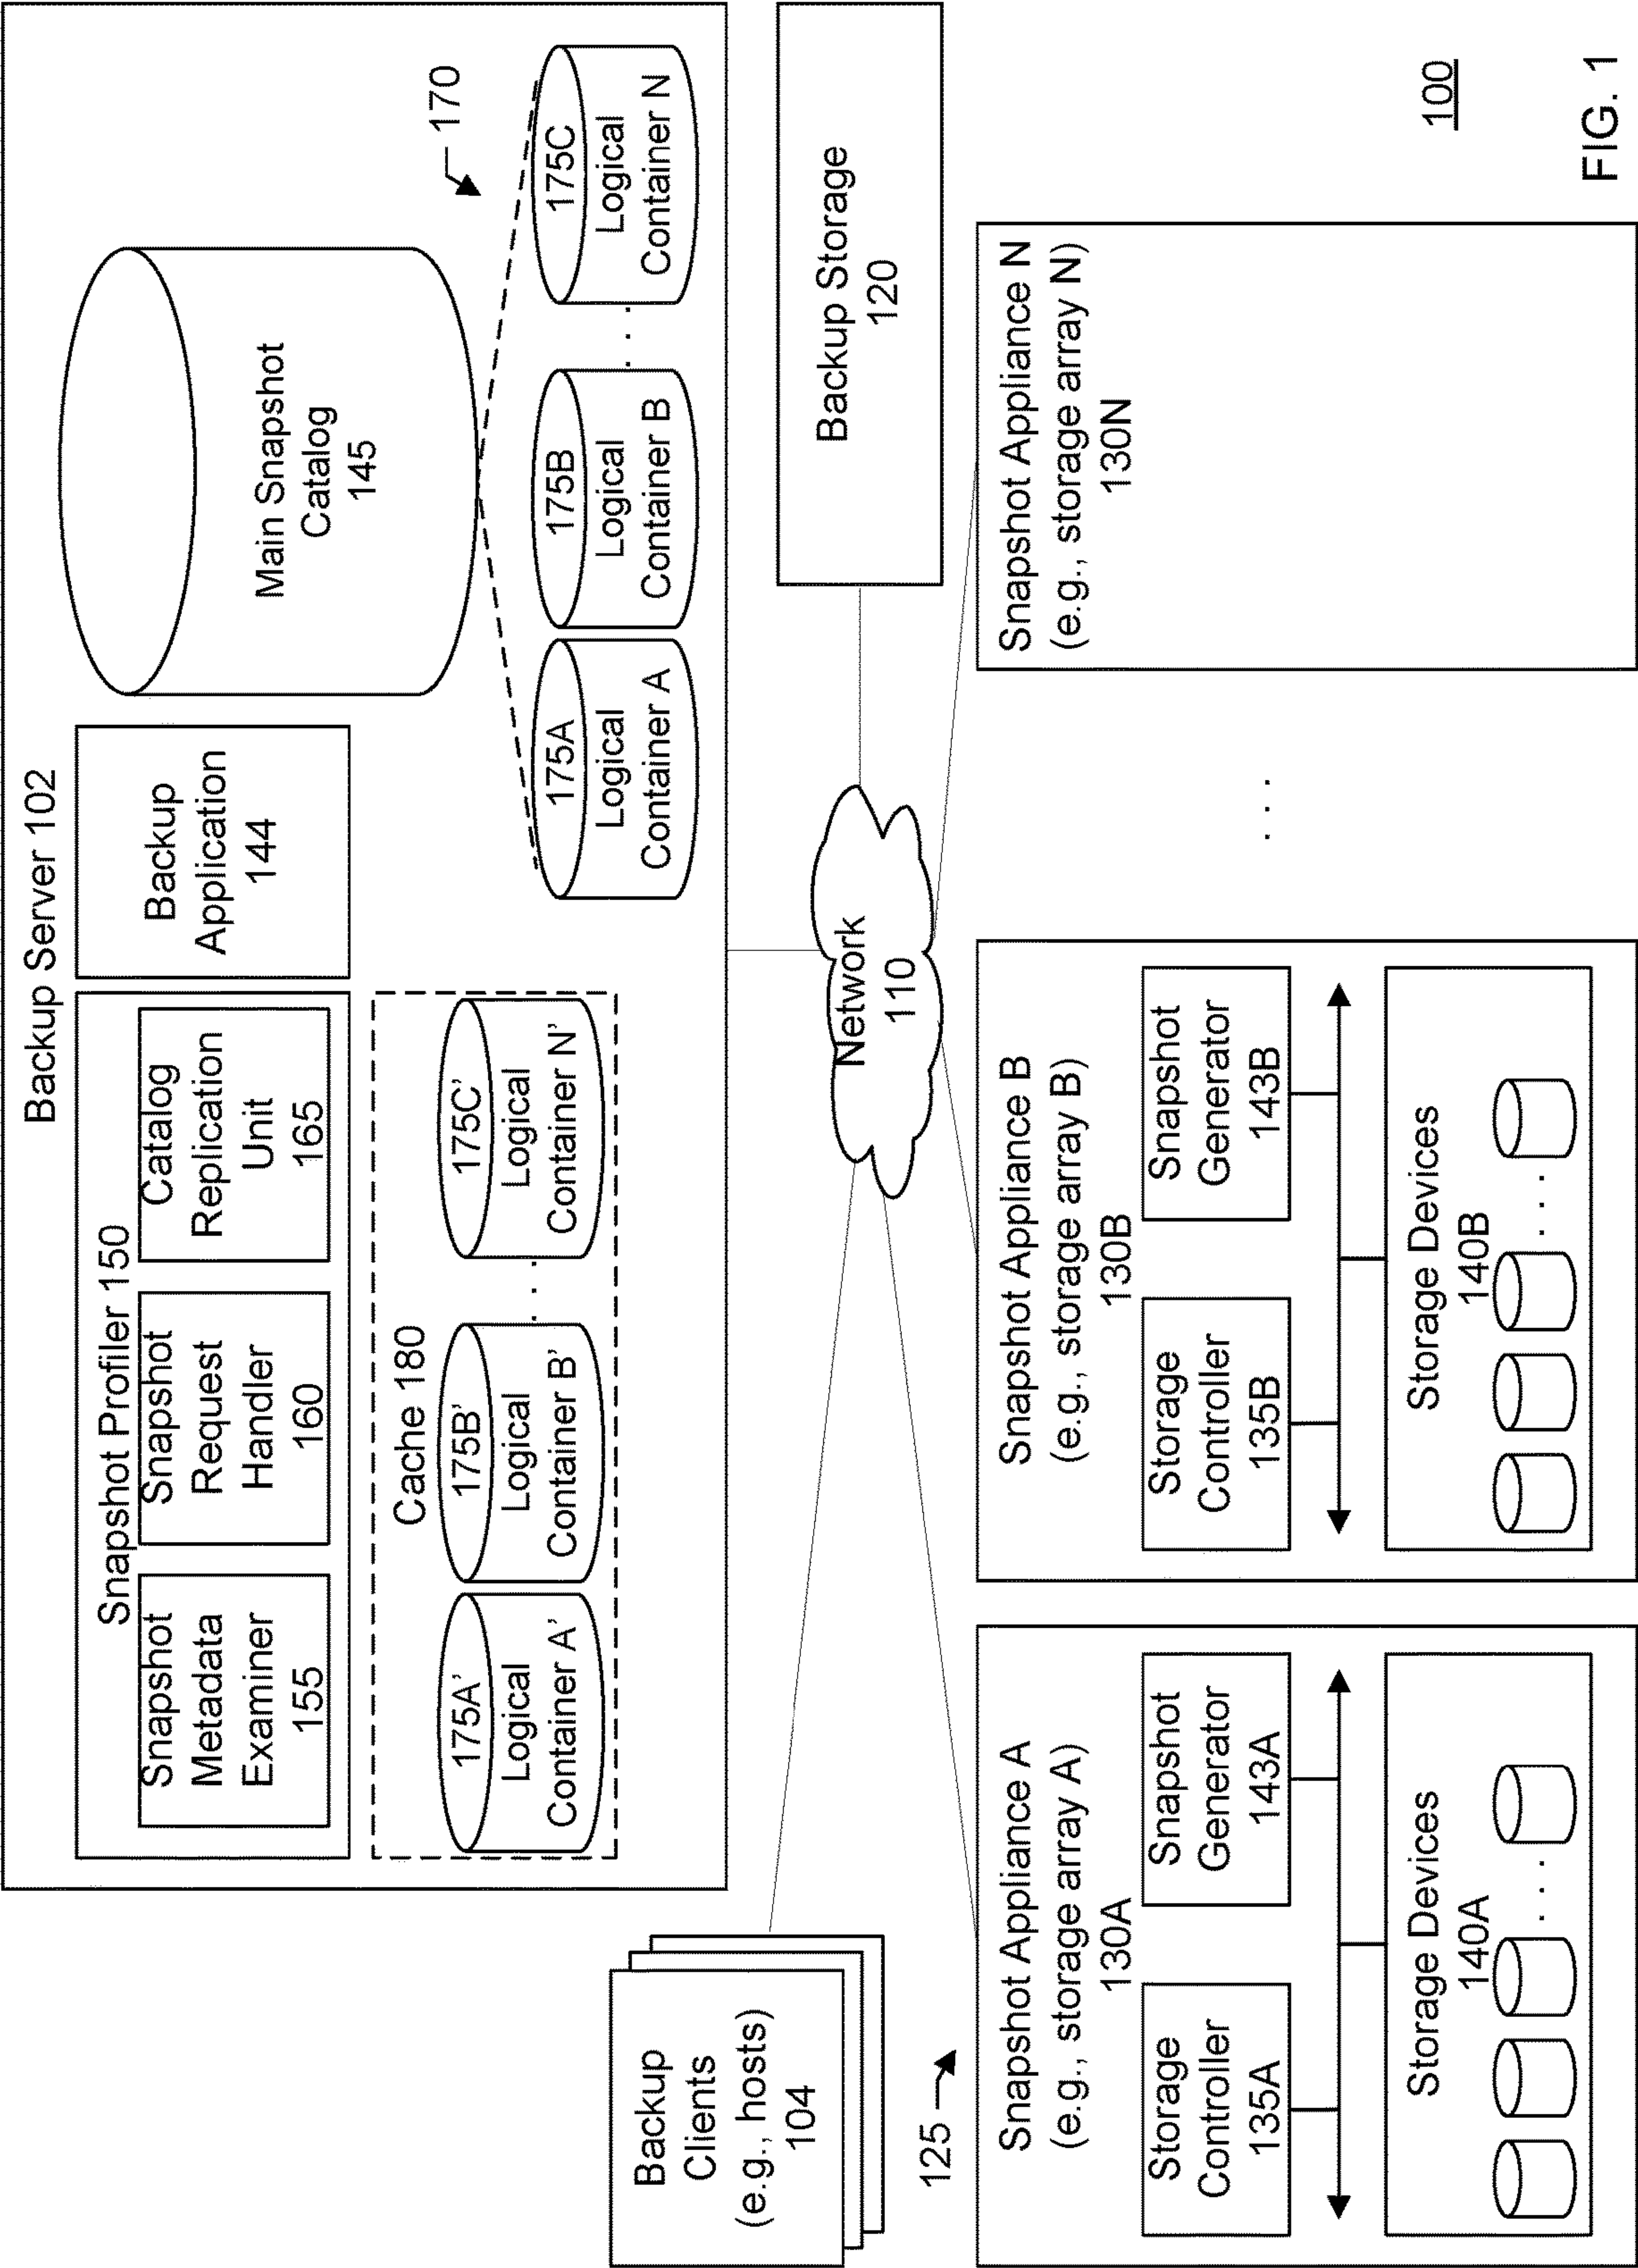 Backup Server 102
Snapshot Profiler 150
Snapshot
Metadata
Examiner
155
Snapshot
Request
Handler
160
Catalog
Replication
Unit
165
Backup
Application
144
Main Snapshot
Catalog
145
Cache 180
175A’
Logical
Container A’
175B’
Logical
Container B’
. . .
175C’
Logical
Container N’
170
175A
Logical
Container A
175B
Logical
Container B
. . .
175C
Logical
Container N
Backup
Clients
(e.g., hosts)
104
Network
110
Backup Storage
120
125
Snapshot Appliance A
(e.g., storage array A)
130A
Storage
Controller
135A
Snapshot
Generator
143A
Storage Devices
140A
. . . .
Snapshot Appliance B
(e.g., storage array B)
130B
Storage
Controller
135B
Snapshot
Generator
143B
Storage Devices
140B
. . . .
. . .
Snapshot Appliance N
(e.g., storage array N)
130N
100
FIG. 1